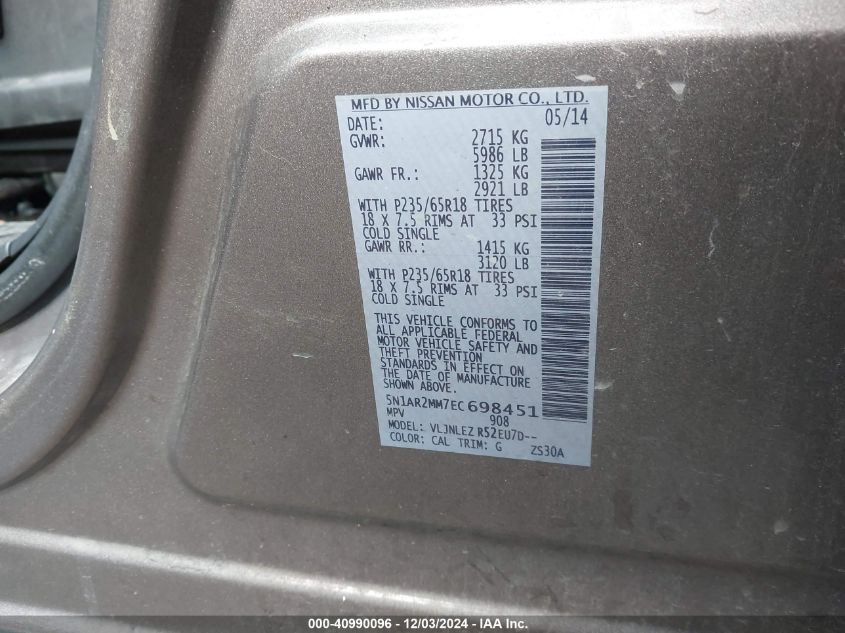 MFD BY NISSAN MOTOR CO., LTD.
DATE: 05/14
GVWR: 2715 KG
5986 LB
GAWR FR.: 1325 KG
2921 LB
WITH P235/65R18 TIRES
18 X 7.5 RIMS AT 33 PSI
COLD SINGLE
GAWR RR.: 1415 KG
3120 LB
WITH P235/65R18 TIRES
18 X 7.5 RIMS AT 33 PSI
COLD SINGLE
THIS VEHICLE CONFORMS TO
ALL APPLICABLE FEDERAL
MOTOR VEHICLE SAFETY AND
THEFT PREVENTION
STANDARDS IN EFFECT ON
THE DATE OF MANUFACTURE
SHOWN ABOVE.
5N1AR2MM7EC698451
MPV 908
MODEL: VLJNLEZ R52EU7D--
COLOR: CAL TRIM: G ZS30A
000-40990096 - 12/03/2024 - IAA Inc.